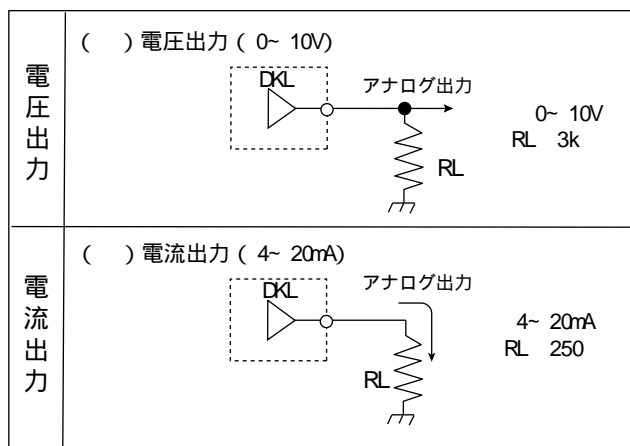 電圧出力
(　) 電圧出力 ( 0~ 10V)
DKL
アナログ出力
0~ 10V
RL 3k
RL
電流出力
(　) 電流出力 ( 4~ 20mA)
DKL
アナログ出力
4~ 20mA
RL 250
RL